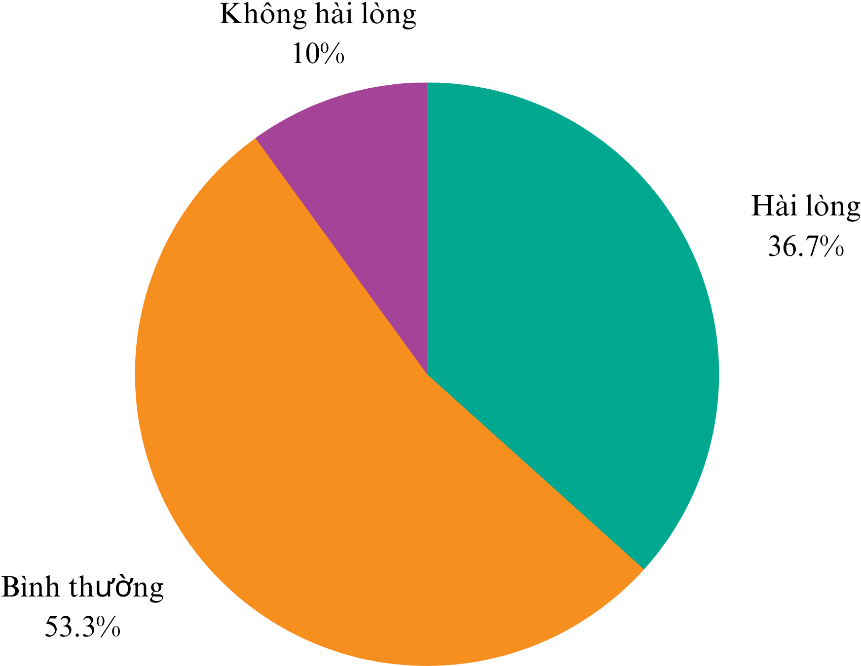 Không hài lòng
10%
Hài lòng
36.7%
Bình thường
53.3%